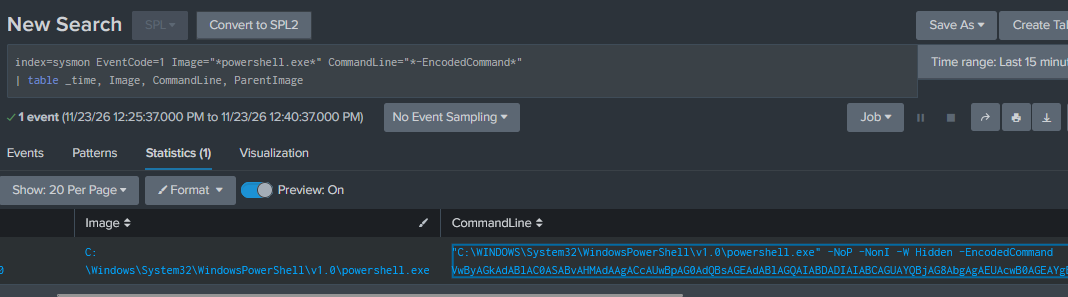 New Search
SPL
Convert to SPL2
Save As
Create Tab
index=sysmon EventCode=1 Image="*powershell.exe*" CommandLine="*-EncodedCommand*"
| table _time, Image, CommandLine, ParentImage
Time range: Last 15 minut
1 event (11/23/26 12:25:37.000 PM to 11/23/26 12:40:37.000 PM)
No Event Sampling
Job
Events
Patterns
Statistics (1)
Visualization
Show: 20 Per Page
Format
Preview: On
Image
CommandLine
C:
"C:\WINDOWS\System32\WindowsPowerShell\v1.0\powershell.exe" -NoP -NonI -W Hidden -EncodedCommand
0
\Windows\System32\WindowsPowerShell\v1.0\powershell.exe